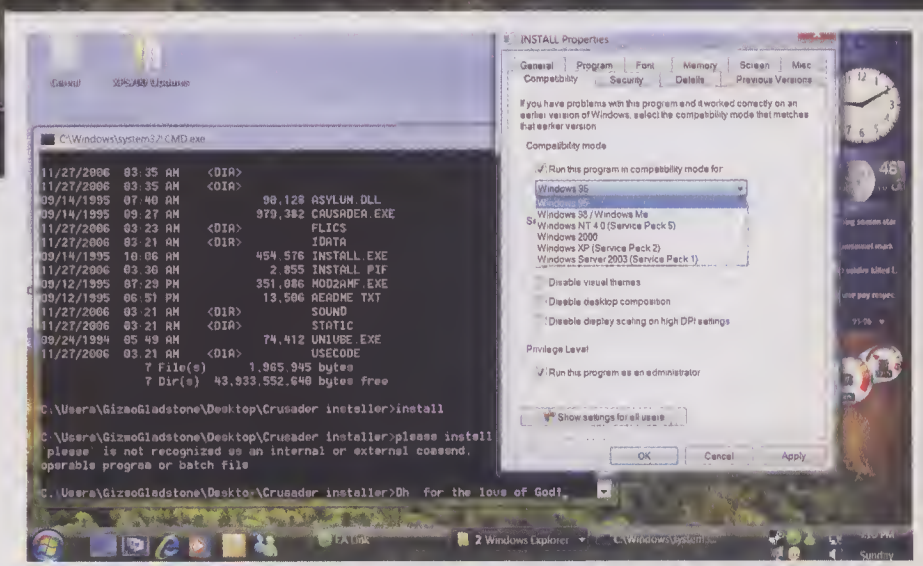 INSTALL Properties
General Program Font Memory Screen Misc
Compatibility Security Details Previous Versions
If you have problems with this program and it worked correctly on an
earlier version of Windows, select the compatibility mode that matches
that earlier version
Compatibility mode
Run this program in compatibility mode for
Windows 95
Windows 95
Windows 98 / Windows Me
Windows NT 4.0 (Service Pack 5)
Windows 2000
Windows XP (Service Pack 2)
Windows Server 2003 (Service Pack 1)
Disable visual themes
Disable desktop composition
Disable display scaling on high DPI settings
Privilege Level
Run this program as an administrator
Show settings for all users
OK Cancel Apply
C:\Windows\system32\CMD.exe
11/27/2006 03:35 AM <DIR>
11/27/2006 03:35 AM <DIR>
09/14/1995 07:40 AM 98,128 ASYLUM.DLL
09/14/1995 09:27 AM 979,382 CAUSADEA.EXE
11/27/2006 03:23 AM <DIR> FLICS
11/27/2006 03:21 AM <DIR> IDATA
09/14/1995 10:06 AM 454,576 INSTALL.EXE
11/27/2006 03:30 AM 2,855 INSTALL PIF
09/12/1995 07:29 PM 351,086 MOD2AMF.EXE
09/12/1995 06:51 PM 13,506 README TXT
11/27/2006 03:21 AM <DIR> SOUND
11/27/2006 03:21 AM <DIR> STATIC
09/24/1994 05:49 AM 74,412 UNIVBE.EXE
11/27/2006 03:21 AM <DIR> USECODE
7 File(s) 1,965,945 bytes
7 Dir(s) 43,933,552,640 bytes free
C:\Users\GizmoGladstone\Desktop\Crusader installer>install
C:\Users\GizmoGladstone\Desktop\Crusader installer>please install
'please' is not recognized as an internal or external command,
operable program or batch file
C:\Users\GizmoGladstone\Desktop\Crusader installer>Oh for the love of God!
EA Link 2 Windows Explorer C:\Windows\system3...
Sunday